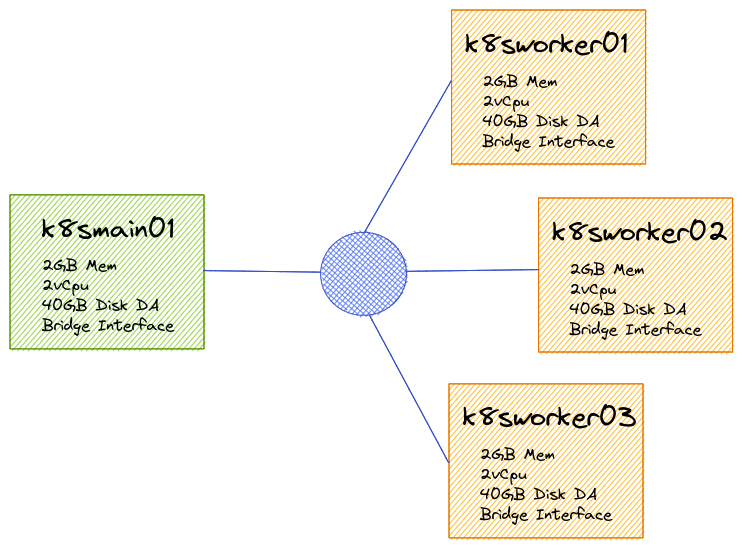 k8smain01
2GB Mem
2vCpu
40GB Disk DA
Bridge Interface
k8sworker01
2GB Mem
2vCpu
40GB Disk DA
Bridge Interface
k8sworker02
2GB Mem
2vCpu
40GB Disk DA
Bridge Interface
k8sworker03
2GB Mem
2vCpu
40GB Disk DA
Bridge Interface